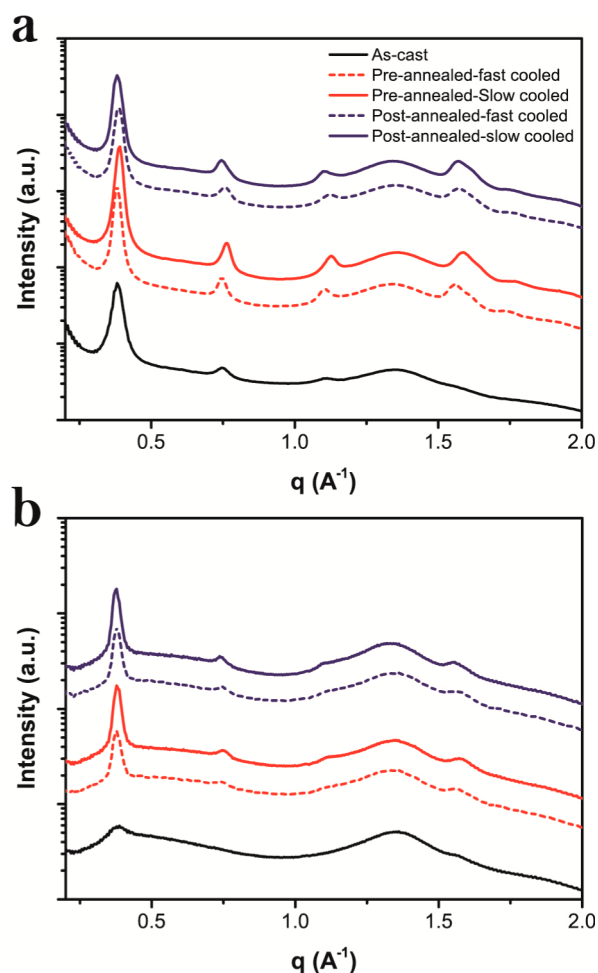 a
As-cast
Pre-annealed-fast cooled
Pre-annealed-Slow cooled
Post-annealed-fast cooled
Post-annealed-slow cooled
Intensity (a.u.)
0.5 1.0 1.5 2.0
q (A⁻¹)
b
Intensity (a.u.)
0.5 1.0 1.5 2.0
q (A⁻¹)